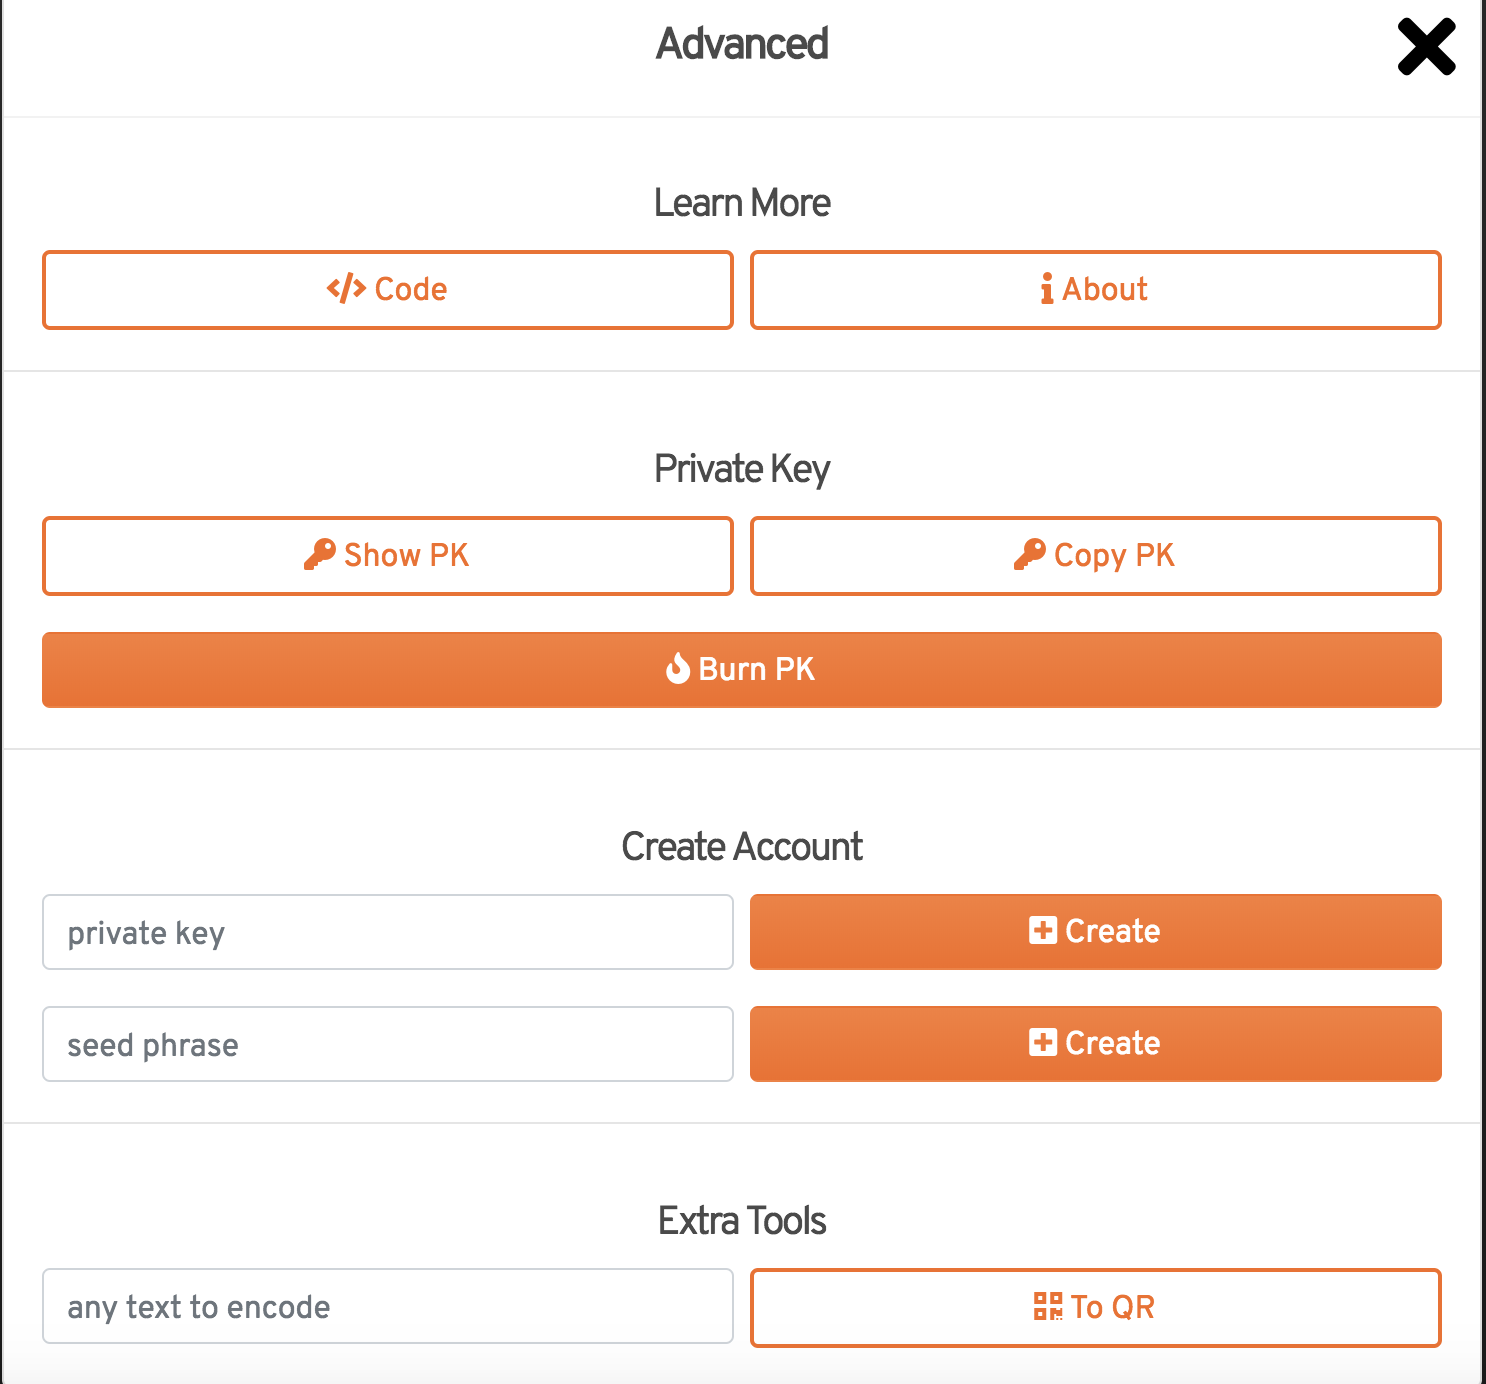 Advanced
Learn More
Code
About
Private Key
Show PK
Copy PK
Burn PK
Create Account
private key
Create
seed phrase
Create
Extra Tools
any text to encode
To QR